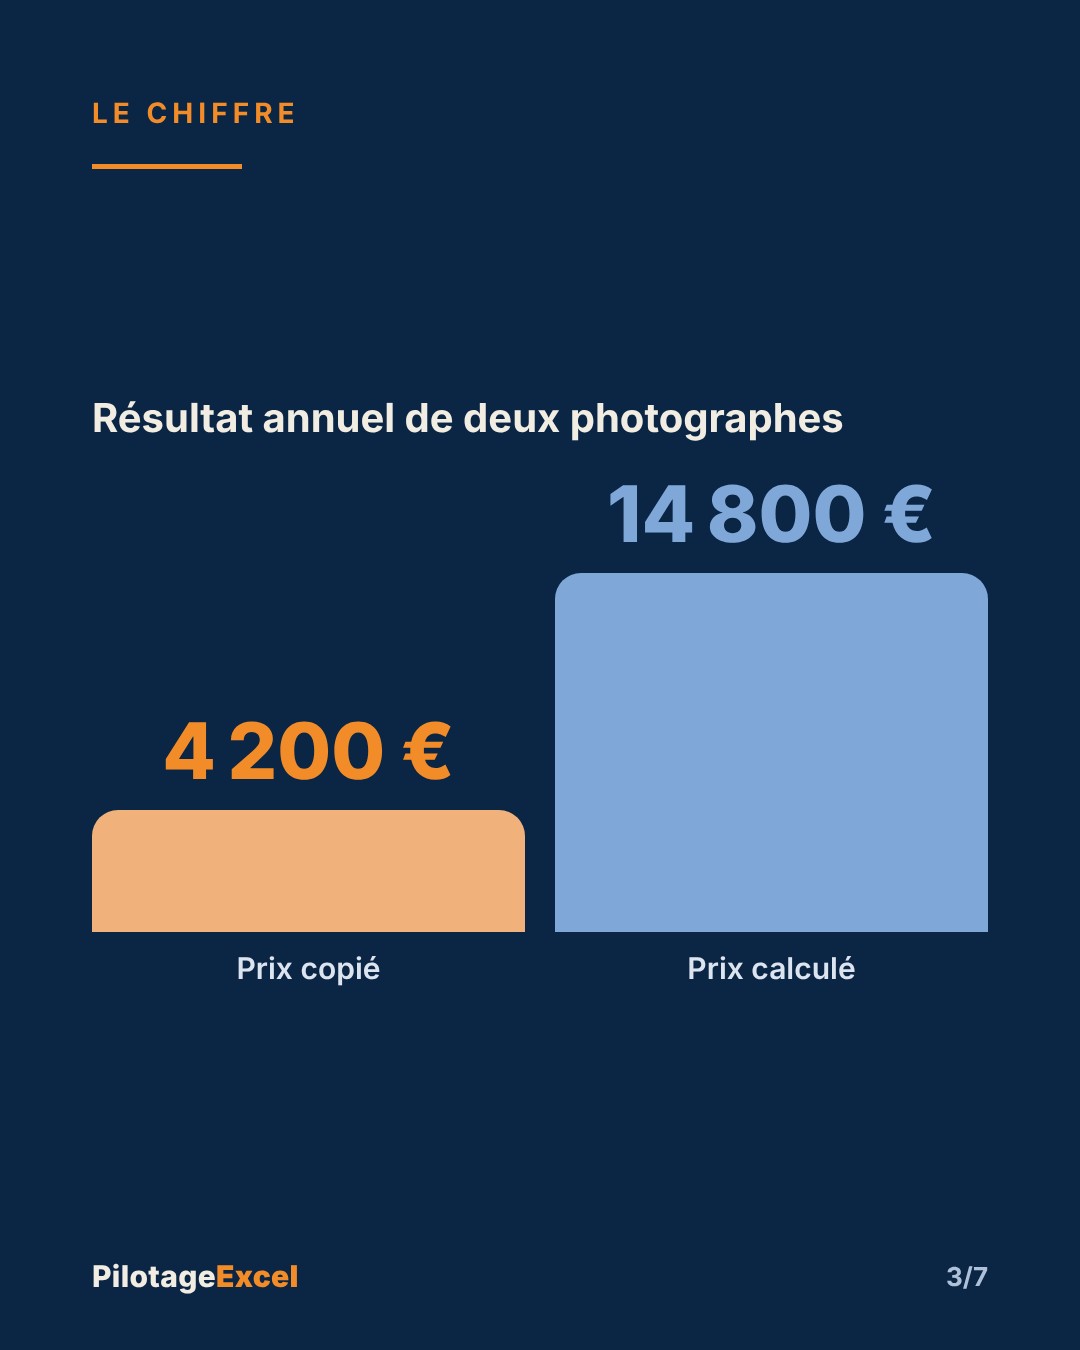 LE CHIFFRE
Résultat annuel de deux photographes
14 800 €
4 200 €
Prix copié
Prix calculé
PilotageExcel
3/7